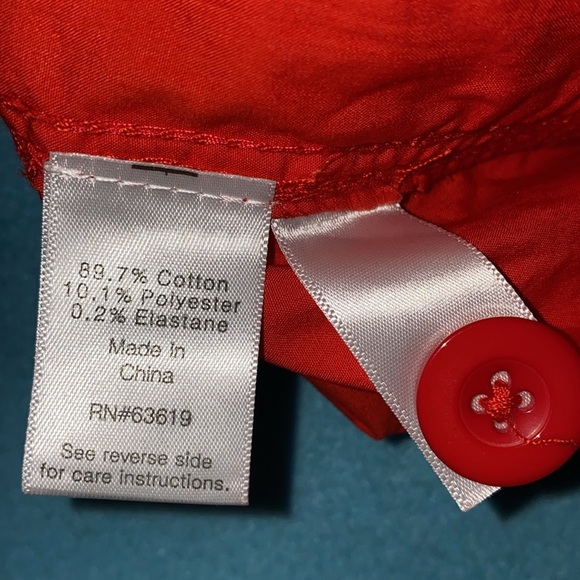 89.7% Cotton
10.1% Polyester
0.2% Elastane
Made In
China
RN#63619
See reverse side
for care instructions.